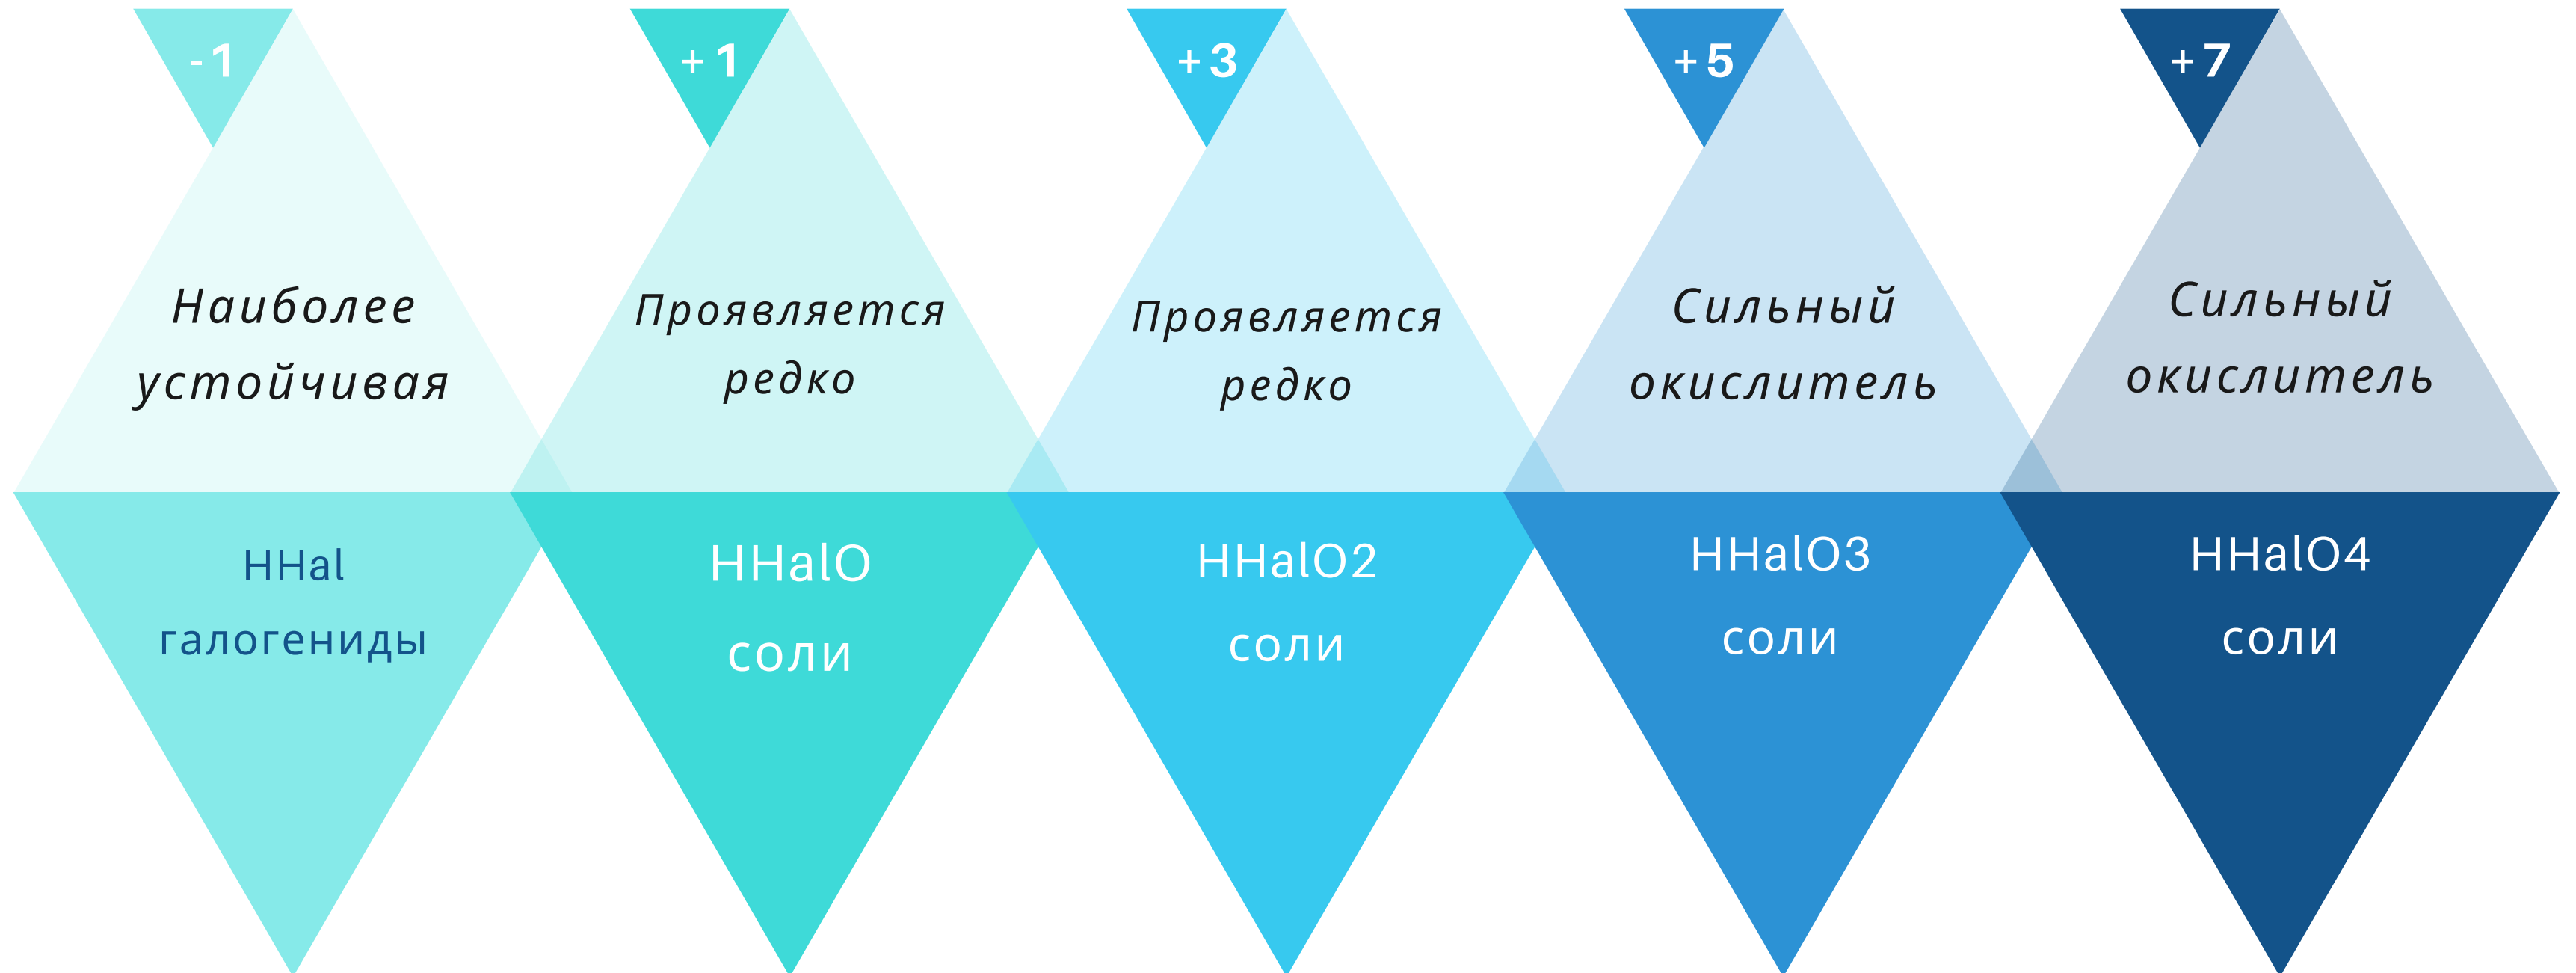 -1
Наиболее
устойчивая
HHal
галогениды
+1
Проявляется
редко
HHalO
соли
+3
Проявляется
редко
HHalO2
соли
+5
Сильный
окислитель
HHalO3
соли
+7
Сильный
окислитель
HHalO4
соли